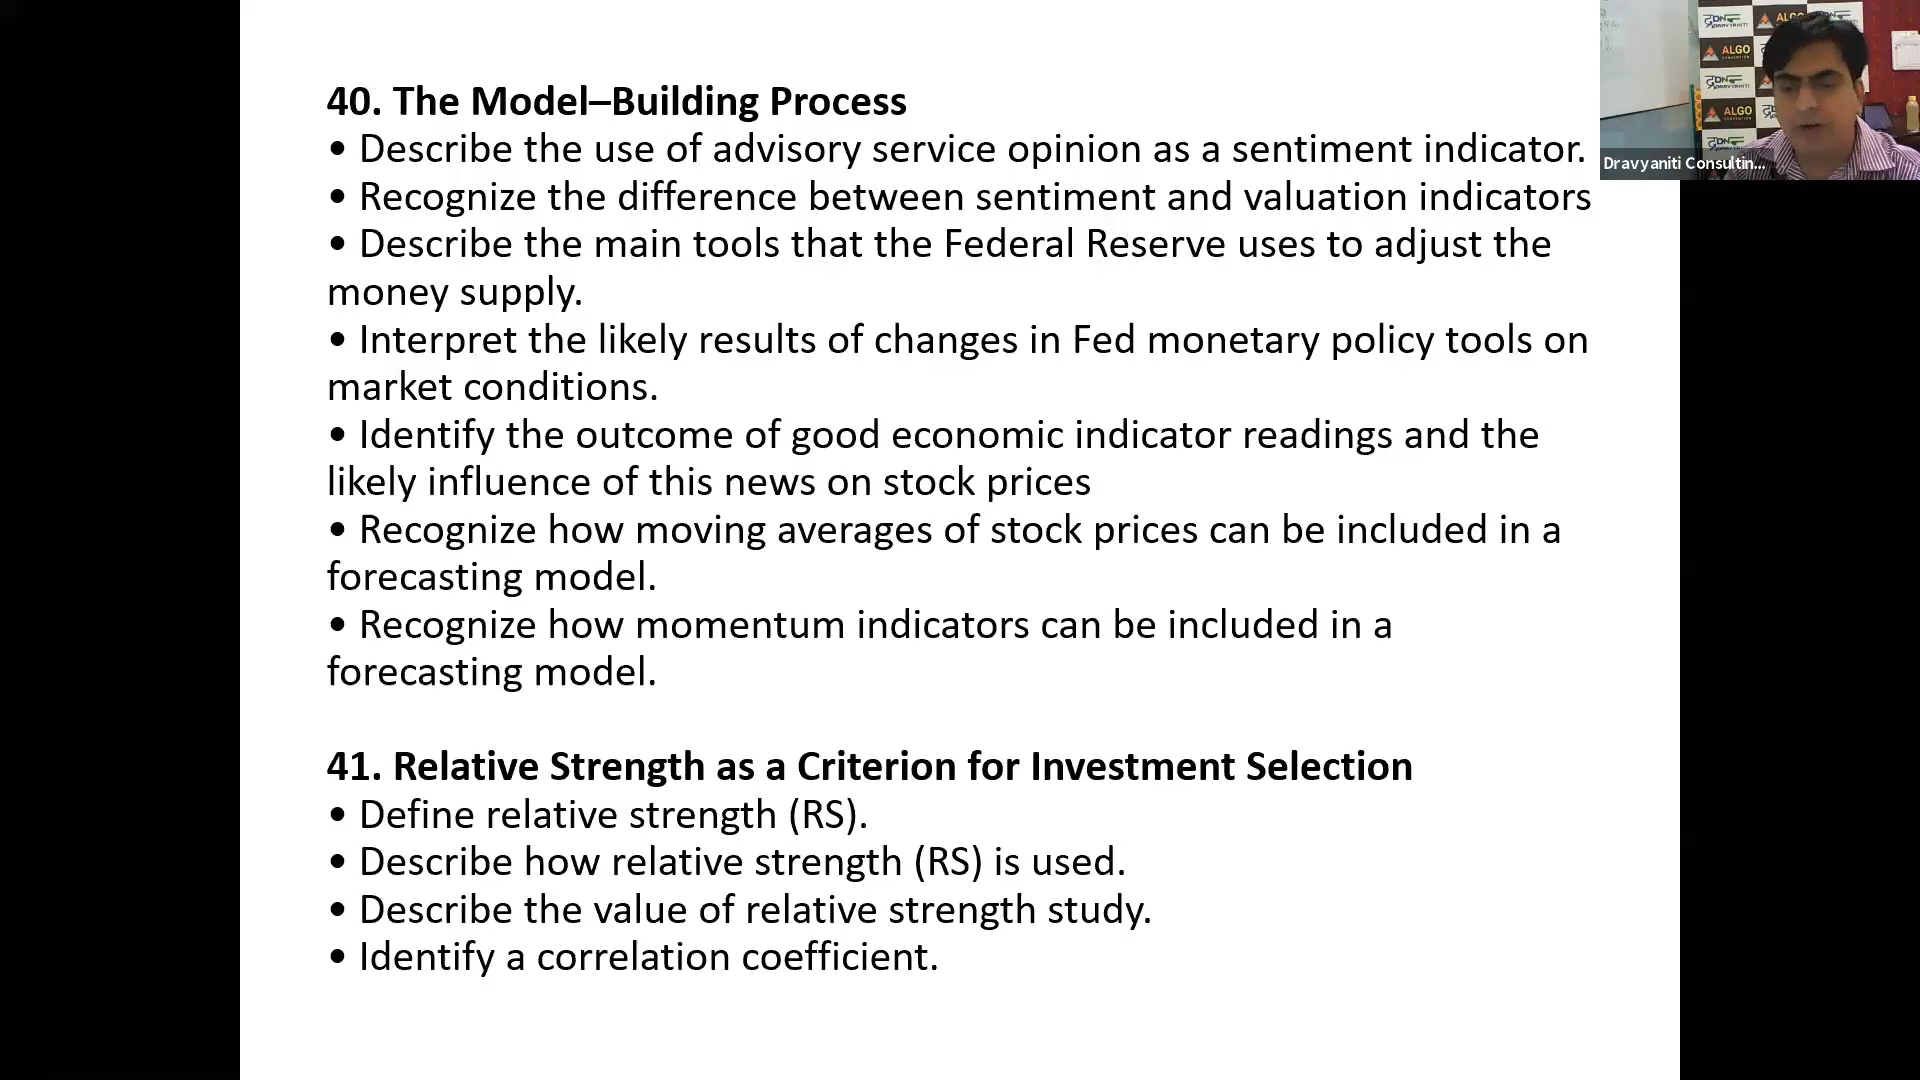 40. The Model–Building Process
• Describe the use of advisory service opinion as a sentiment indicator.
• Recognize the difference between sentiment and valuation indicators
• Describe the main tools that the Federal Reserve uses to adjust the
money supply.
• Interpret the likely results of changes in Fed monetary policy tools on
market conditions.
• Identify the outcome of good economic indicator readings and the
likely influence of this news on stock prices
• Recognize how moving averages of stock prices can be included in a
forecasting model.
• Recognize how momentum indicators can be included in a
forecasting model.
41. Relative Strength as a Criterion for Investment Selection
• Define relative strength (RS).
• Describe how relative strength (RS) is used.
• Describe the value of relative strength study.
• Identify a correlation coefficient.
ALGO
ALGO
ALGO
Dravyaniti Consultin...